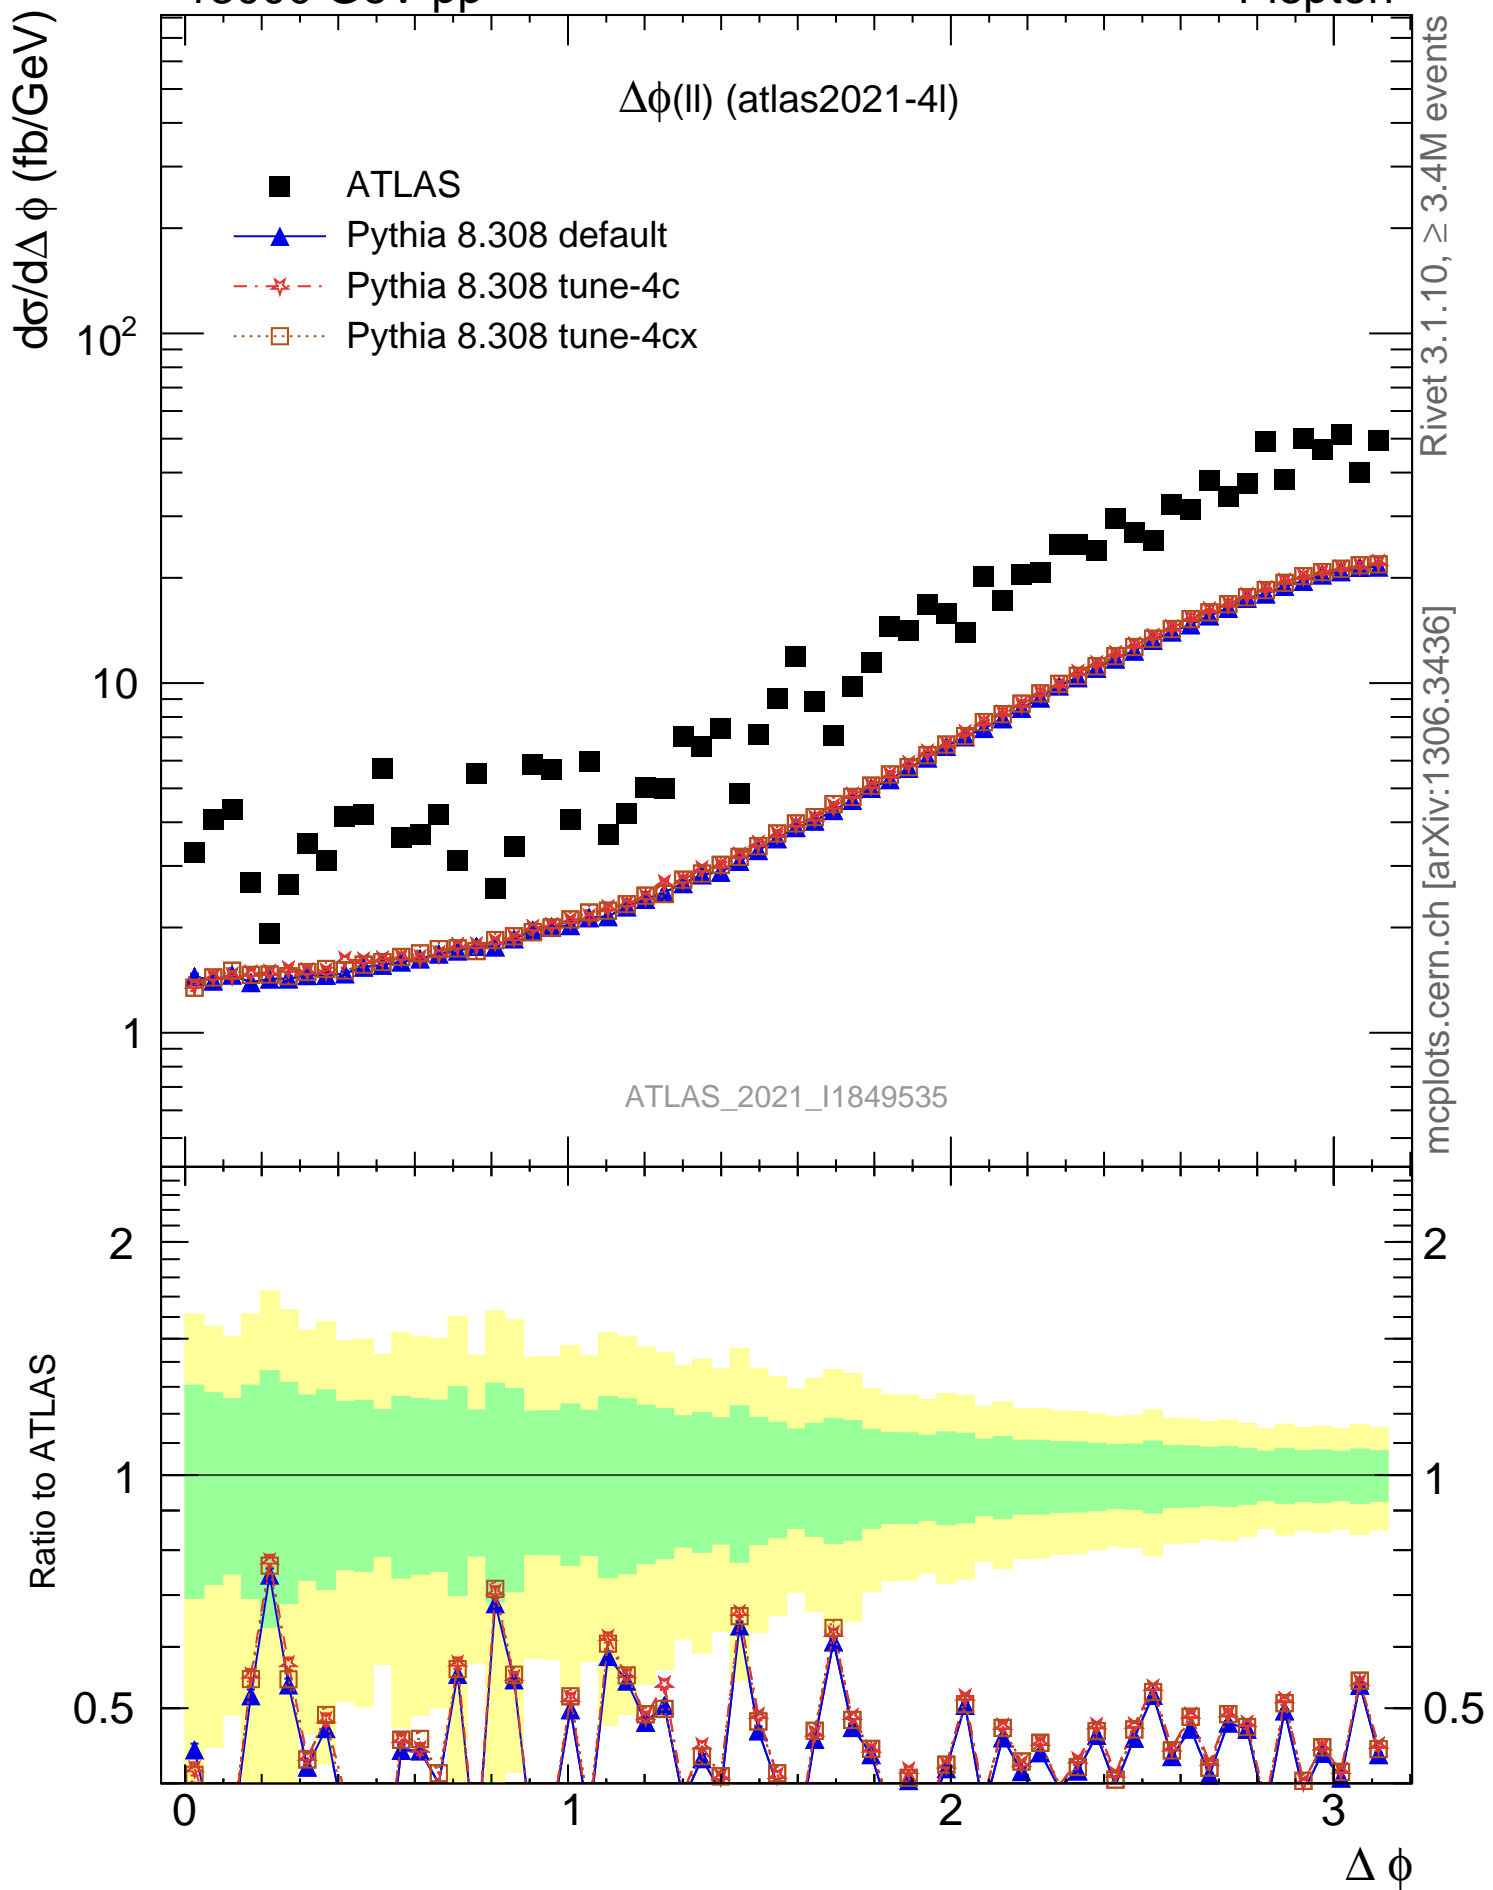 Δϕ(ll) (atlas2021-4l)
dσ/dΔ ϕ (fb/GeV)
ATLAS
Pythia 8.308 default
Pythia 8.308 tune-4c
Pythia 8.308 tune-4cx
10²
10
1
ATLAS_2021_I1849535
Rivet 3.1.10, ≥ 3.4M events
mcplots.cern.ch [arXiv:1306.3436]
Ratio to ATLAS
2
1
0.5
2
1
0.5
0 1 2 3
Δ ϕ